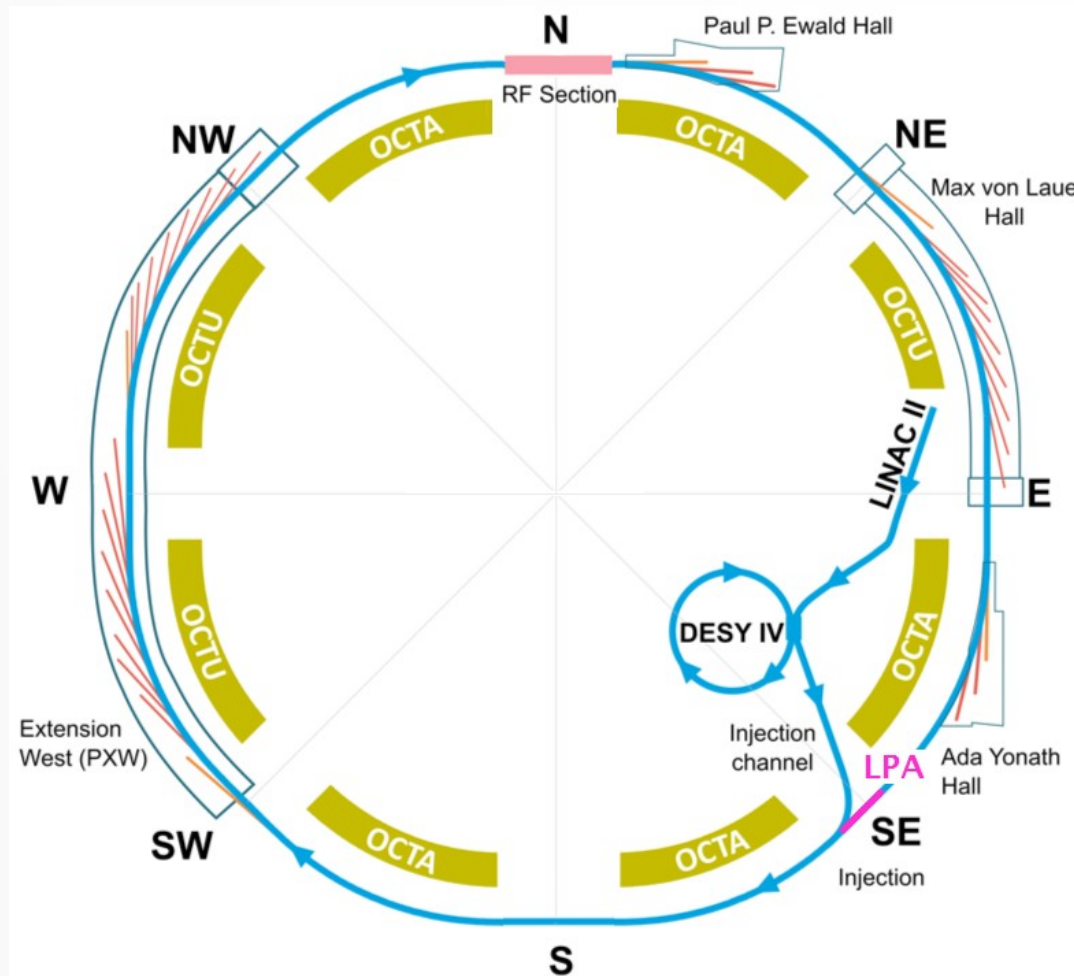 N
Paul P. Ewald Hall
RF Section
OCTA
OCTA
NW
NE
Max von Laue
Hall
OCTU
OCTU
LINAC II
W
E
OCTU
DESY IV
OCTA
Extension
West (PXW)
Injection
channel
LPA
Ada Yonath
Hall
SW
SE
OCTA
OCTA
Injection
S